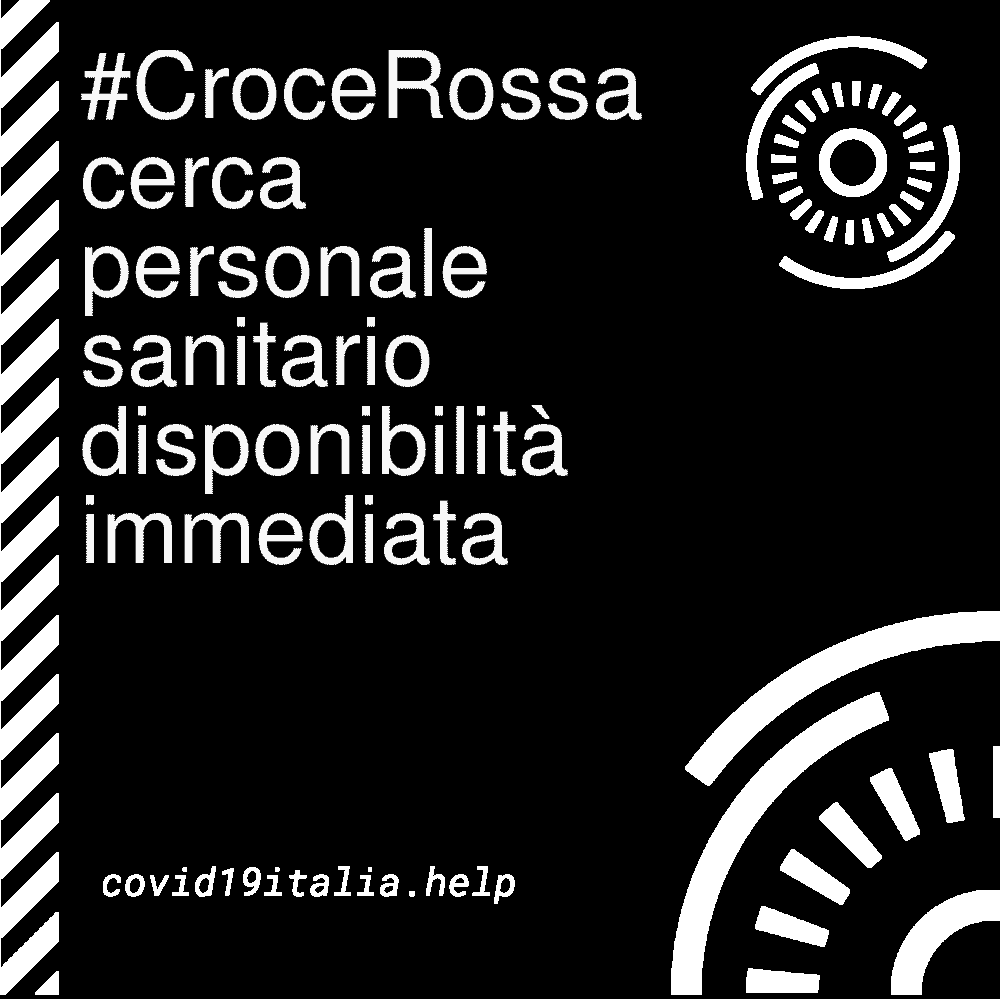 #CroceRossa
cerca
personale
sanitario
disponibilità
immediata
covid19italia.help